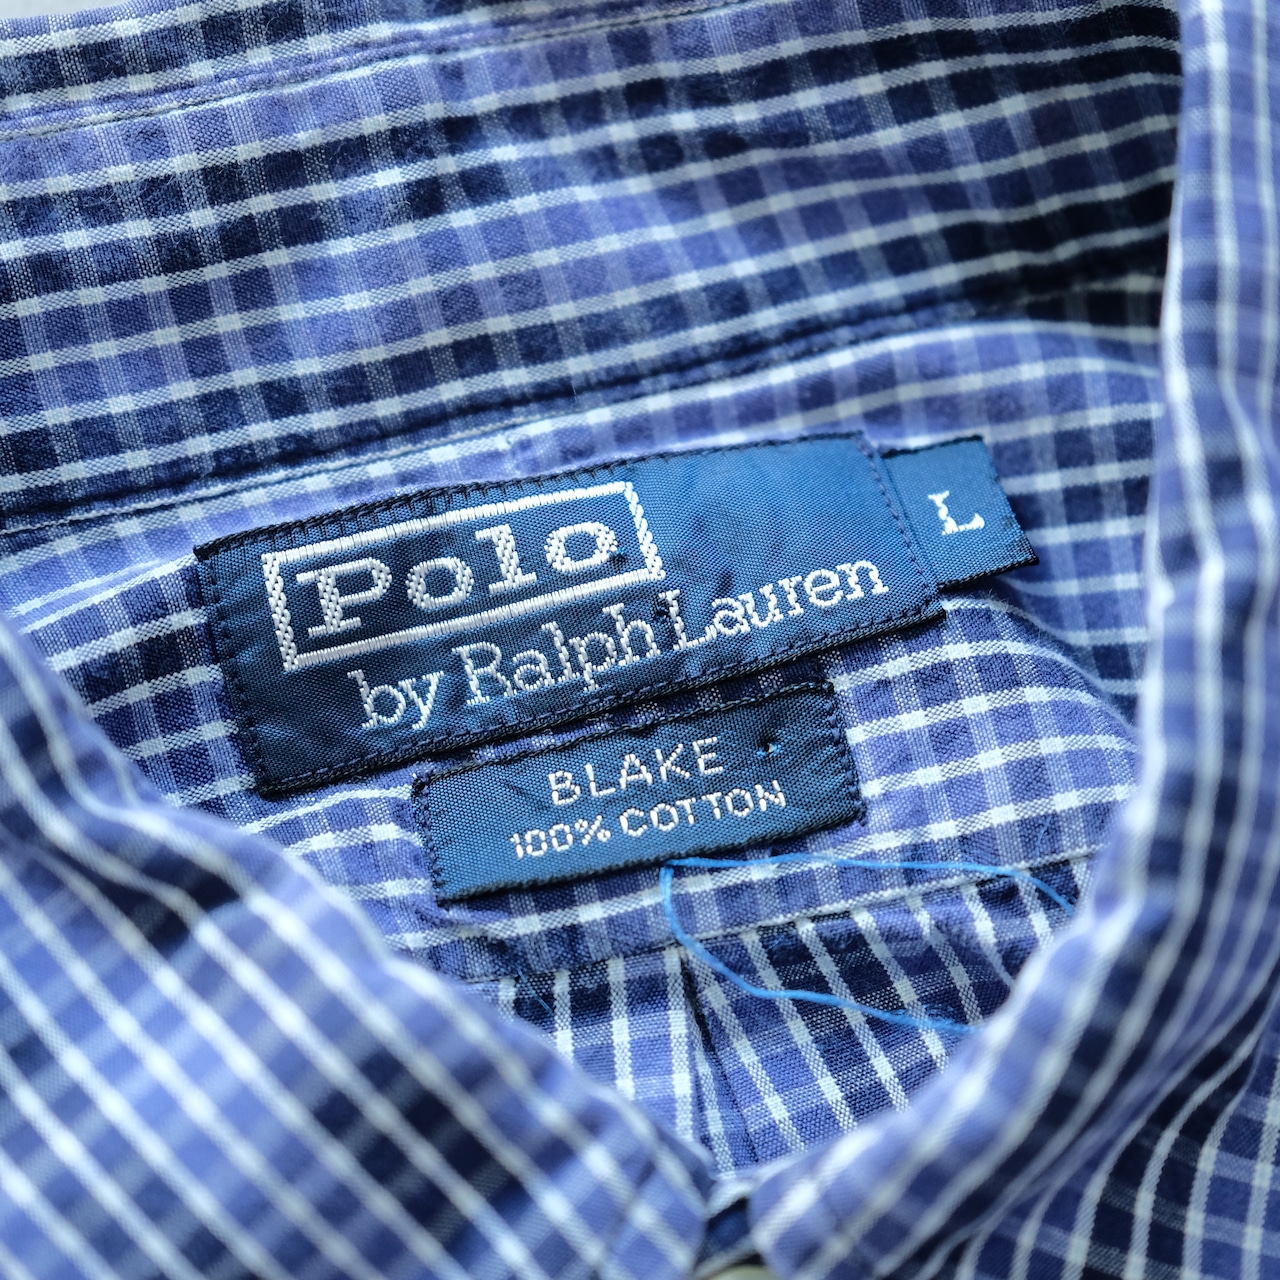 Polo
by Ralph Lauren
L
BLAKE
100% COTTON